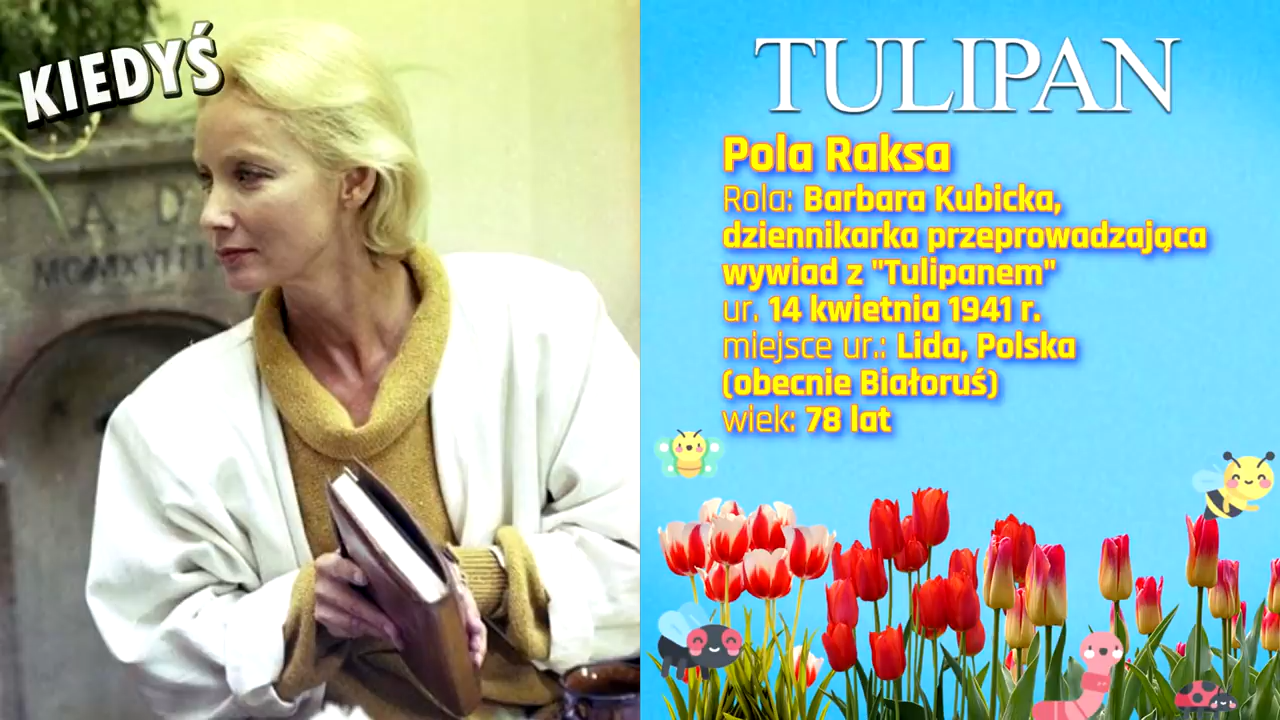 KIEDYŚ
TULIPAN
Pola Raksa
Rola: Barbara Kubicka,
dziennikarka przeprowadzająca
wywiad z "Tulipanem"
ur. 14 kwietnia 1941 r.
miejsce ur.: Lida, Polska
(obecnie Białoruś)
wiek: 78 lat